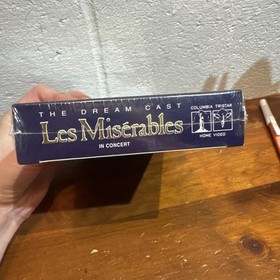 THE DREAM CAST
Les Misérables
IN CONCERT
COLUMBIA TRISTAR
HOME VIDEO